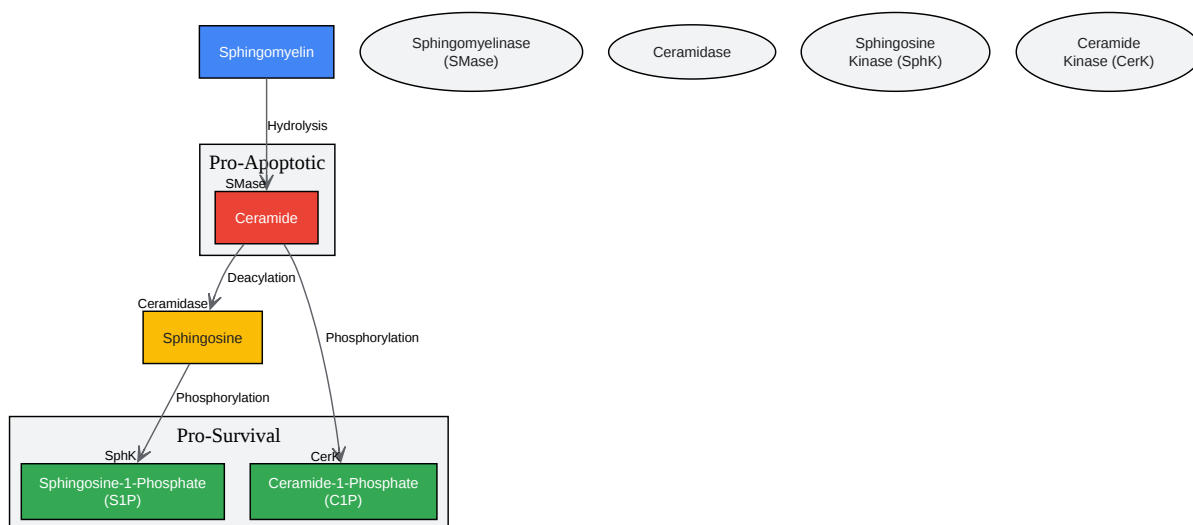 Sphingomyelin
Sphingomyelinase
(SMase)
Ceramidase
Sphingosine
Kinase (SphK)
Ceramide
Kinase (CerK)
Hydrolysis
Pro-Apoptotic
SMase
Ceramide
Deacylation
Ceramidase
Sphingosine
Phosphorylation
Phosphorylation
Pro-Survival
SphK
CerK
Sphingosine-1-Phosphate
(S1P)
Ceramide-1-Phosphate
(C1P)